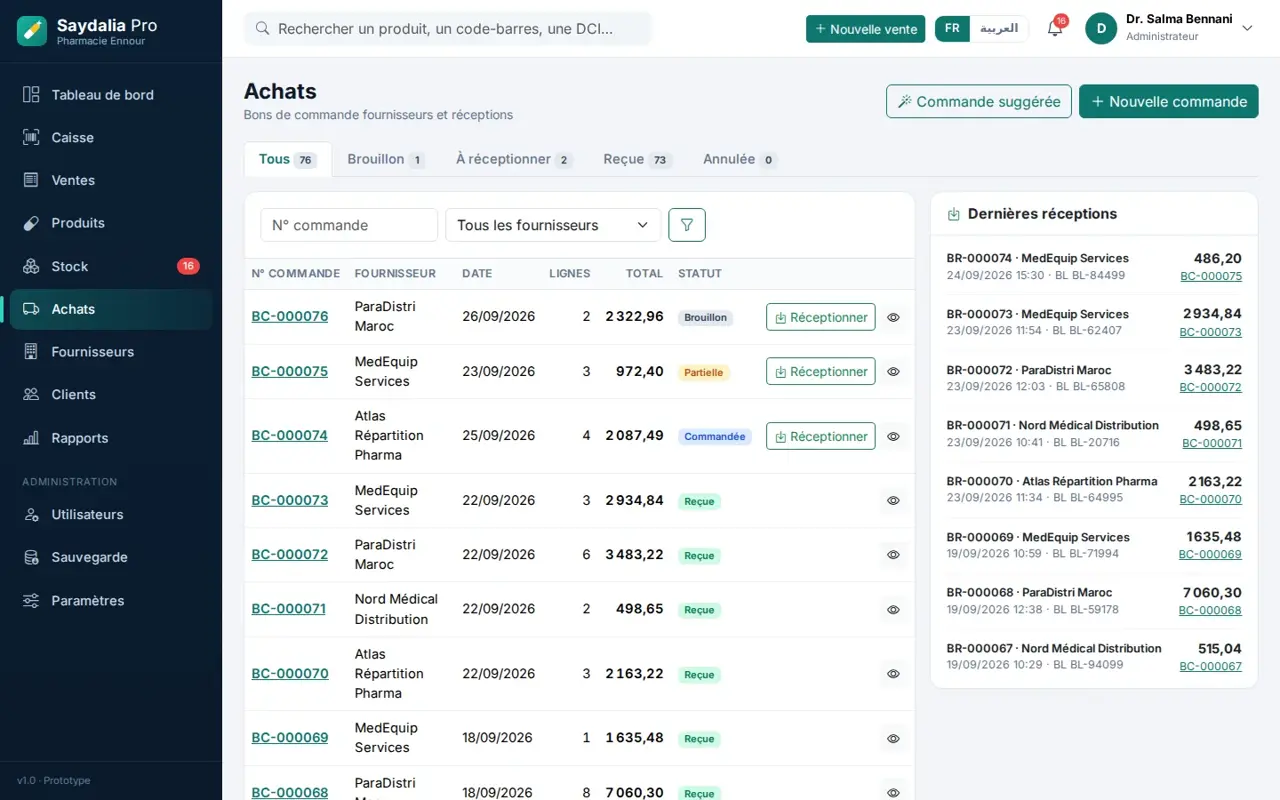 Saydalia Pro
Pharmacie Ennour
Tableau de bord
Caisse
Ventes
Produits
Stock 16
Achats
Fournisseurs
Clients
Rapports
ADMINISTRATION
Utilisateurs
Sauvegarde
Paramètres
v1.0 · Prototype
Rechercher un produit, un code-barres, une DCI...
+ Nouvelle vente
FR العربية
16
D
Dr. Salma Bennani
Administrateur
Achats
Bons de commande fournisseurs et réceptions
Commande suggérée
+ Nouvelle commande
Tous 76 Brouillon 1 À réceptionner 2 Reçue 73 Annulée 0
N° commande Tous les fournisseurs
N° COMMANDE FOURNISSEUR DATE LIGNES TOTAL STATUT
BC-000076 ParaDistri Maroc 26/09/2026 2 2 322,96 Brouillon Réceptionner
BC-000075 MedEquip Services 23/09/2026 3 972,40 Partielle Réceptionner
BC-000074 Atlas Répartition Pharma 25/09/2026 4 2 087,49 Commandée Réceptionner
BC-000073 MedEquip Services 22/09/2026 3 2 934,84 Reçue
BC-000072 ParaDistri Maroc 22/09/2026 6 3 483,22 Reçue
BC-000071 Nord Médical Distribution 22/09/2026 2 498,65 Reçue
BC-000070 Atlas Répartition Pharma 22/09/2026 3 2 163,22 Reçue
BC-000069 MedEquip Services 18/09/2026 1 1 635,48 Reçue
BC-000068 ParaDistri 18/09/2026 8 7 060,30 Reçue
Dernières réceptions
BR-000074 · MedEquip Services 486,20
24/09/2026 15:30 · BL BL-84499 BC-000075
BR-000073 · MedEquip Services 2 934,84
23/09/2026 11:54 · BL BL-62407 BC-000073
BR-000072 · ParaDistri Maroc 3 483,22
23/09/2026 12:03 · BL BL-65808 BC-000072
BR-000071 · Nord Médical Distribution 498,65
23/09/2026 10:41 · BL BL-20716 BC-000071
BR-000070 · Atlas Répartition Pharma 2 163,22
23/09/2026 11:34 · BL BL-64995 BC-000070
BR-000069 · MedEquip Services 1 635,48
19/09/2026 10:59 · BL BL-71994 BC-000069
BR-000068 · ParaDistri Maroc 7 060,30
19/09/2026 12:38 · BL BL-59178 BC-000068
BR-000067 · Nord Médical Distribution 515,04
19/09/2026 10:29 · BL BL-94099 BC-000067